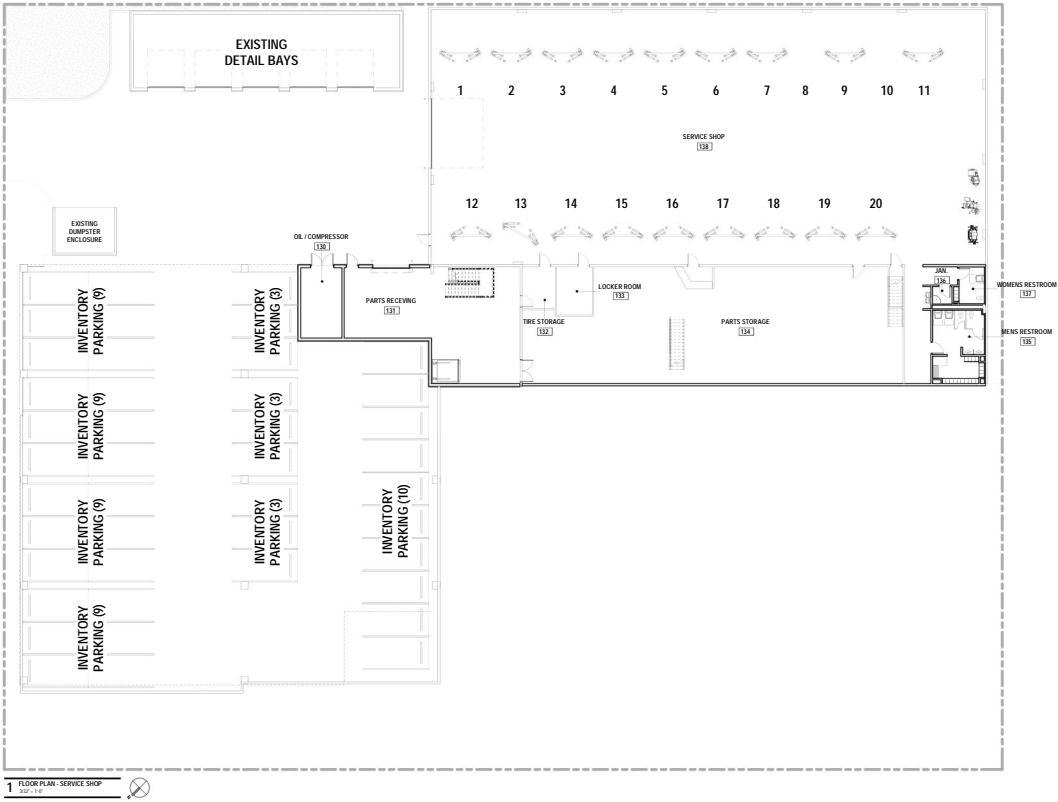 EXISTING
DETAIL BAYS
1 2 3 4 5 6 7 8 9 10 11
SERVICE SHOP
138
12 13 14 15 16 17 18 19 20
EXISTING
DUMPSTER
ENCLOSURE
OIL / COMPRESSOR
130
PARTS RECEVING
131
TIRE STORAGE
132
LOCKER ROOM
133
PARTS STORAGE
134
JAN.
136
WOMENS RESTROOM
137
MENS RESTROOM
135
INVENTORY
PARKING (9)
INVENTORY
PARKING (3)
INVENTORY
PARKING (9)
INVENTORY
PARKING (3)
INVENTORY
PARKING (9)
INVENTORY
PARKING (3)
INVENTORY
PARKING (10)
INVENTORY
PARKING (9)
1 FLOOR PLAN - SERVICE SHOP
3/32" = 1'-0"